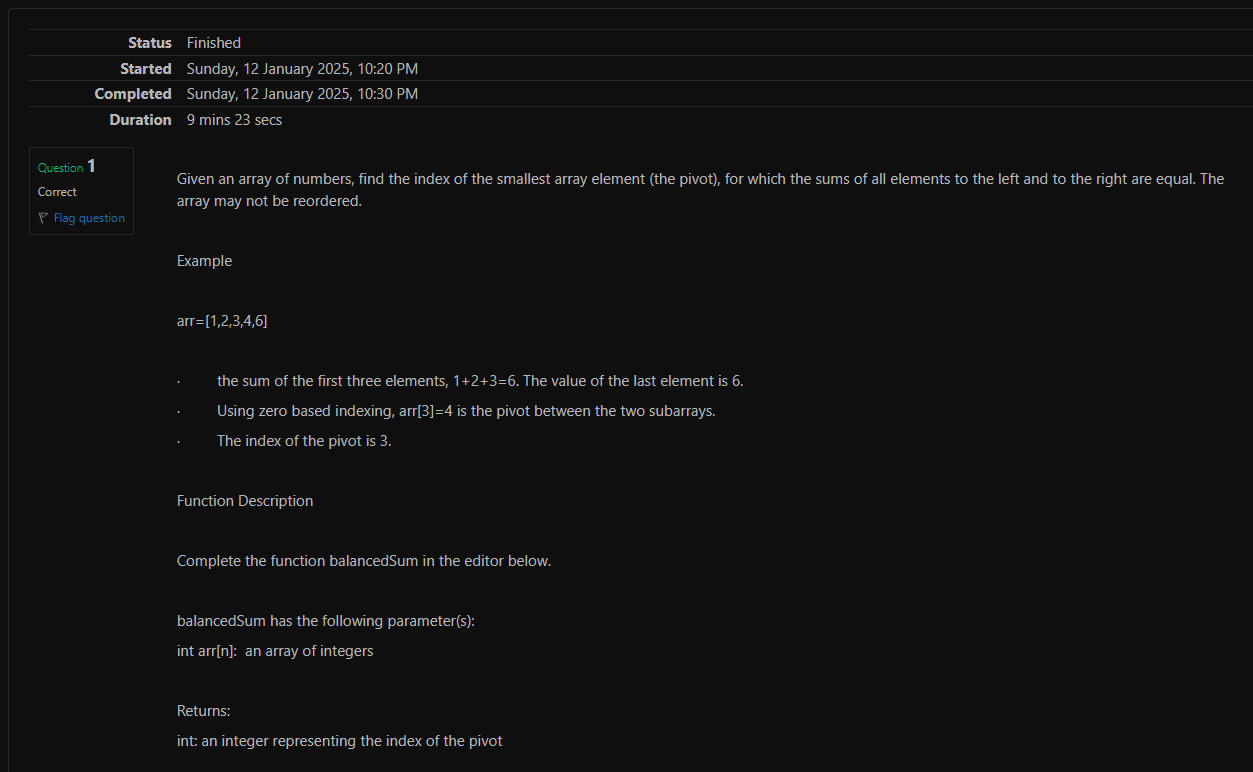 Status Finished
Started Sunday, 12 January 2025, 10:20 PM
Completed Sunday, 12 January 2025, 10:30 PM
Duration 9 mins 23 secs
Question 1
Correct
Flag question
Given an array of numbers, find the index of the smallest array element (the pivot), for which the sums of all elements to the left and to the right are equal. The
array may not be reordered.
Example
arr=[1,2,3,4,6]
· the sum of the first three elements, 1+2+3=6. The value of the last element is 6.
· Using zero based indexing, arr[3]=4 is the pivot between the two subarrays.
· The index of the pivot is 3.
Function Description
Complete the function balancedSum in the editor below.
balancedSum has the following parameter(s):
int arr[n]:  an array of integers
Returns:
int: an integer representing the index of the pivot